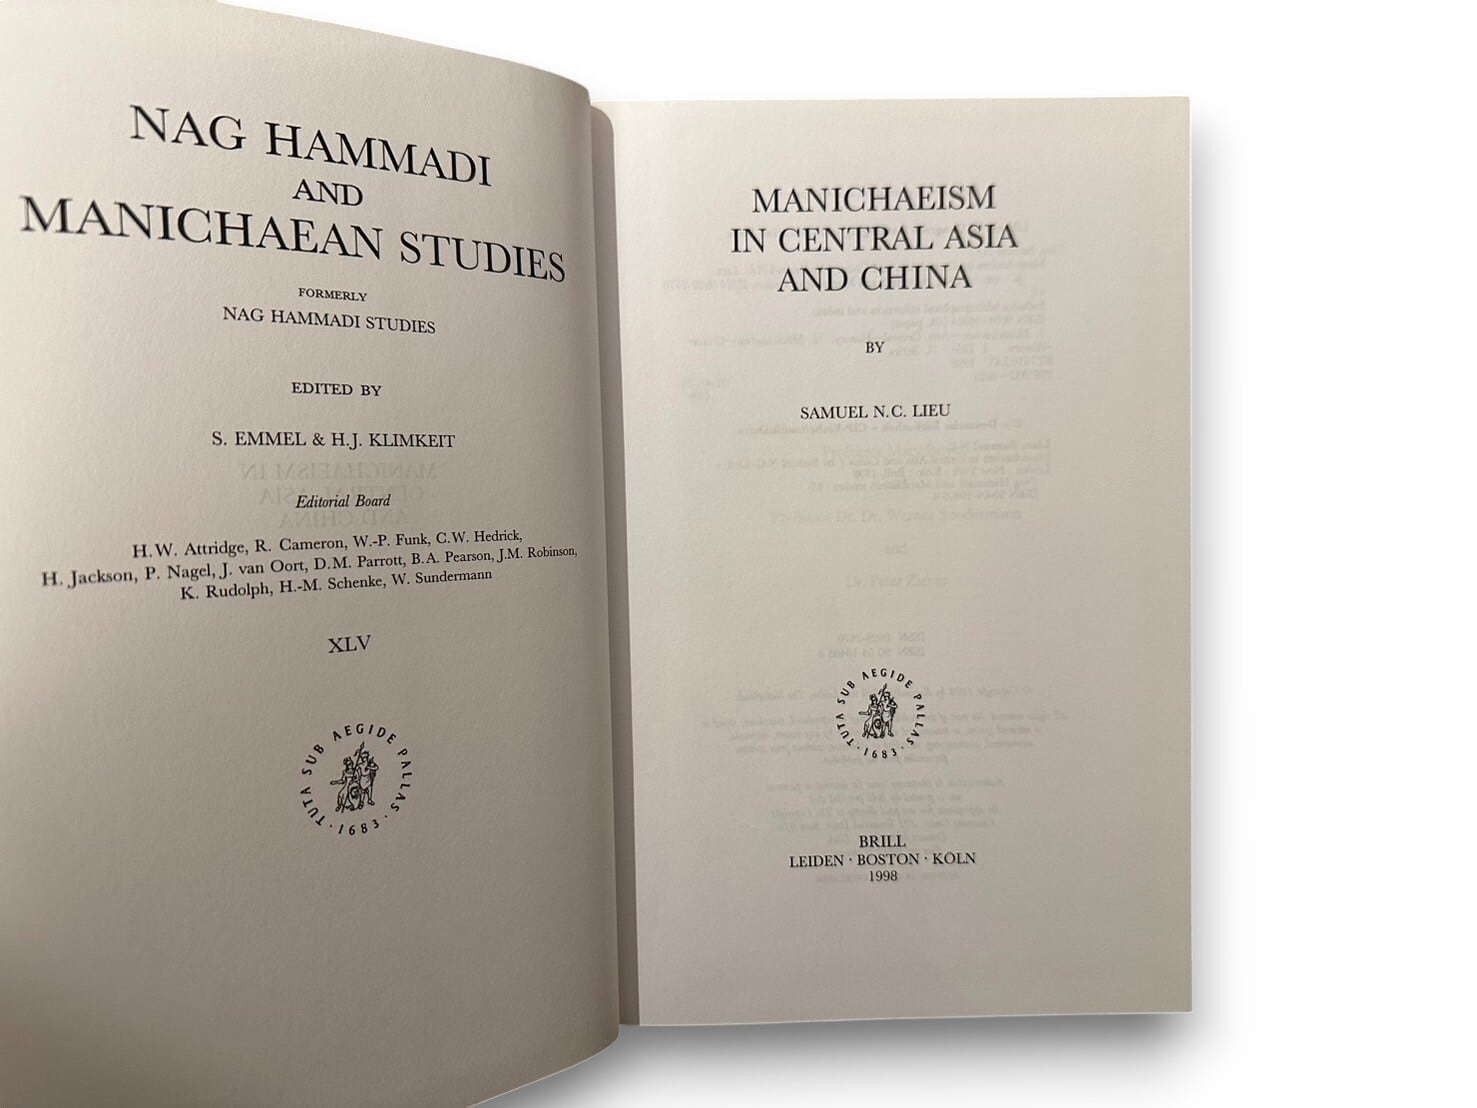 NAG HAMMADI
AND
MANICHAEAN STUDIES
FORMERLY
NAG HAMMADI STUDIES
EDITED BY
S. EMMEL & H.J. KLIMKEIT
Editorial Board
H.W. Attridge, R. Cameron, W.-P. Funk, C.W. Hedrick,
H. Jackson, P. Nagel, J. van Oort, D.M. Parrott, B.A. Pearson, J.M. Robinson,
K. Rudolph, H.-M. Schenke, W. Sundermann
XLV
TUTA SUB AEGIDE PALLAS · 1683 ·
MANICHAEISM
IN CENTRAL ASIA
AND CHINA
BY
SAMUEL N.C. LIEU
TUTA SUB AEGIDE PALLAS · 1683 ·
BRILL
LEIDEN · BOSTON · KÖLN
1998